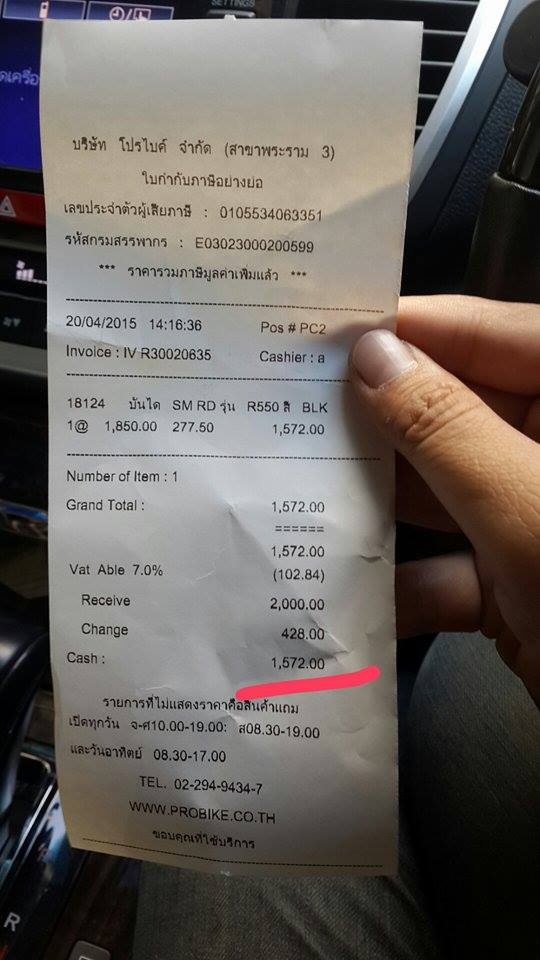 SETTINGS
บริษัท โปรไบค์ จำกัด (สาขาพระราม 3)
ใบกำกับภาษีอย่างย่อ
เลขประจำตัวผู้เสียภาษี : 0105534063351
รหัสกรมสรรพากร : E03023000200599
*** ราคารวมภาษีมูลค่าเพิ่มแล้ว ***
20/04/2015 14:16:36 Pos # PC2
Invoice : IV R30020635 Cashier : a
18124 บันได SM RD รุ่น R550 สี BLK
1@ 1,850.00 277.50 1,572.00
Number of Item : 1
Grand Total : 1,572.00
======
1,572.00
Vat Able 7.0% (102.84)
Receive 2,000.00
Change 428.00
Cash : 1,572.00
รายการที่ไม่แสดงราคาคือสินค้าแถม
เปิดทุกวัน จ-ศ10.00-19.00: ส08.30-19.00
และวันอาทิตย์ 08.30-17.00
TEL. 02-294-9434-7
WWW.PROBIKE.CO.TH
ขอบคุณที่ใช้บริการ
R